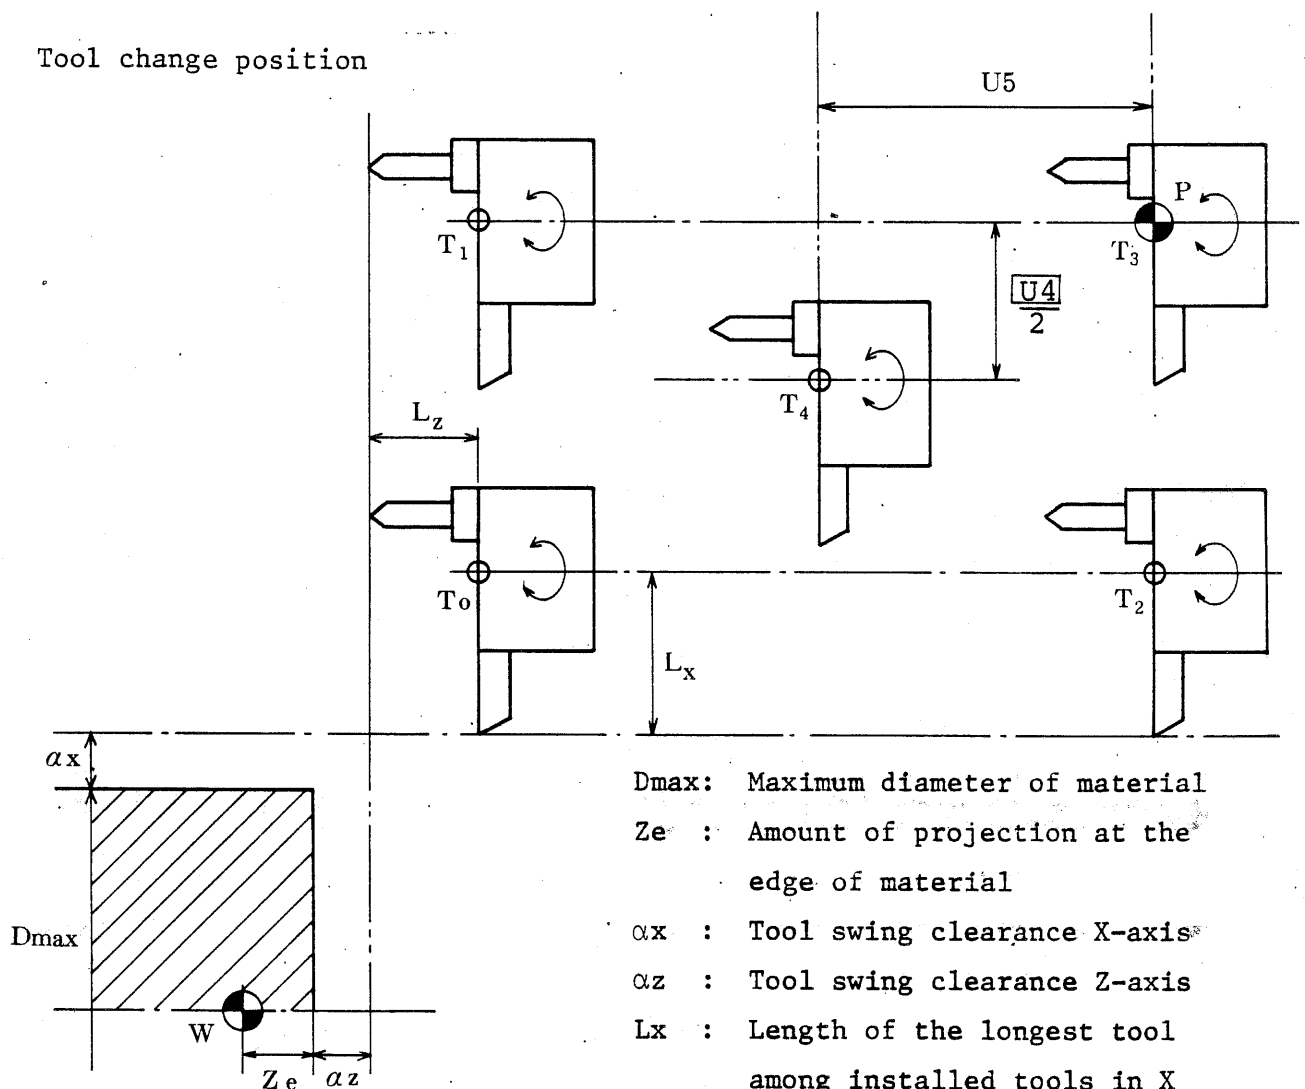 Tool change position
U5
P
T1
T3
U4
2
T4
Lz
To
T2
Lx
αx
Dmax: Maximum diameter of material
Ze : Amount of projection at the
edge of material
Dmax
αx : Tool swing clearance X-axis
αz : Tool swing clearance Z-axis
W
Lx : Length of the longest tool
Ze αz
among installed tools in X